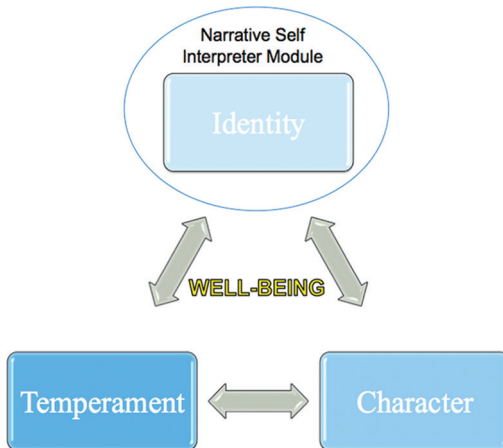 Narrative Self
Interpreter Module
Identity
WELL-BEING
Temperament
Character